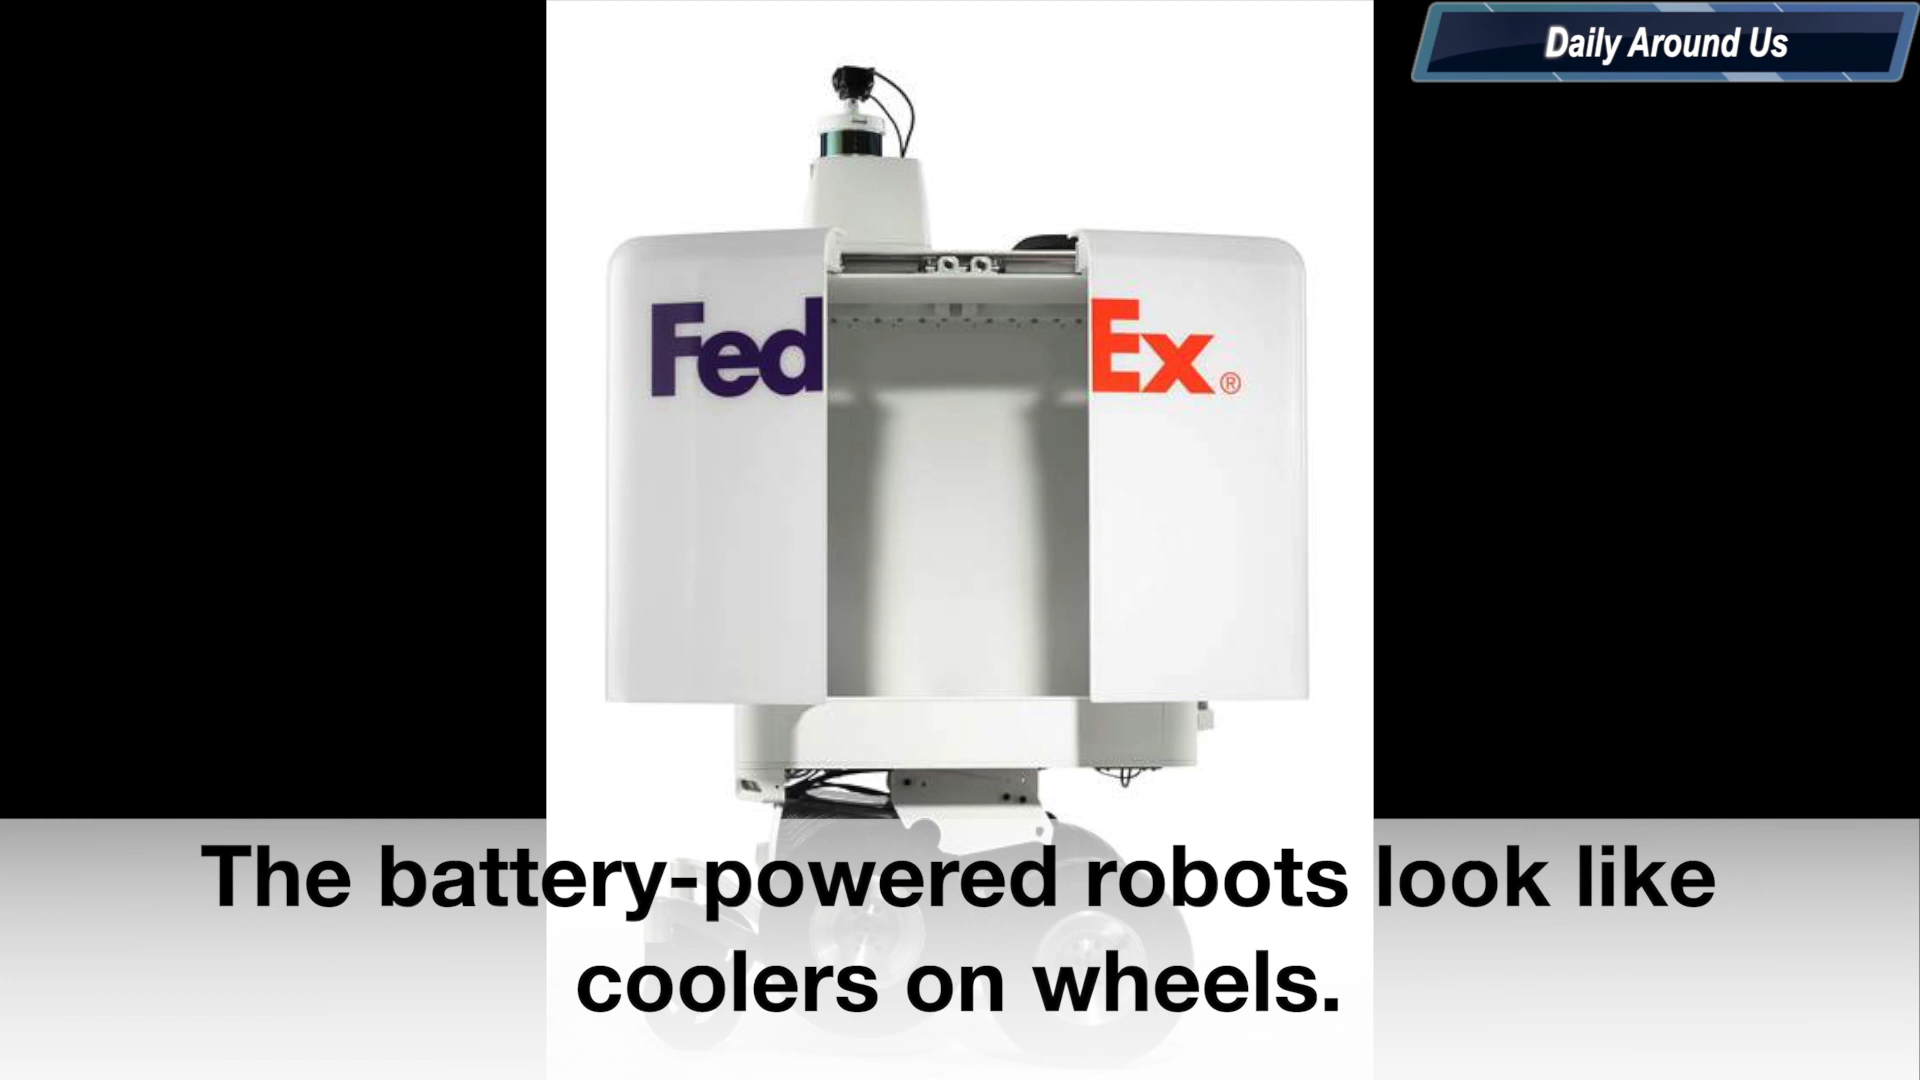 Daily Around Us
FedEx®
The battery-powered robots look like
coolers on wheels.